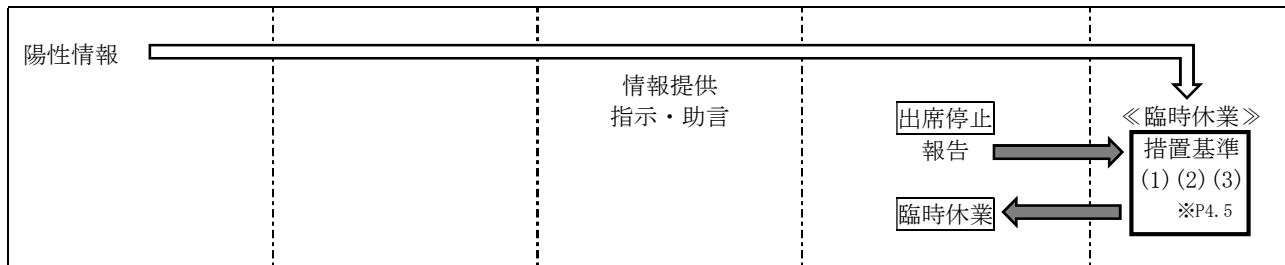 陽性情報
情報提供
指示・助言
出席停止
報告
臨時休業
≪臨時休業≫
措置基準
(1)(2)(3)
※P4.5